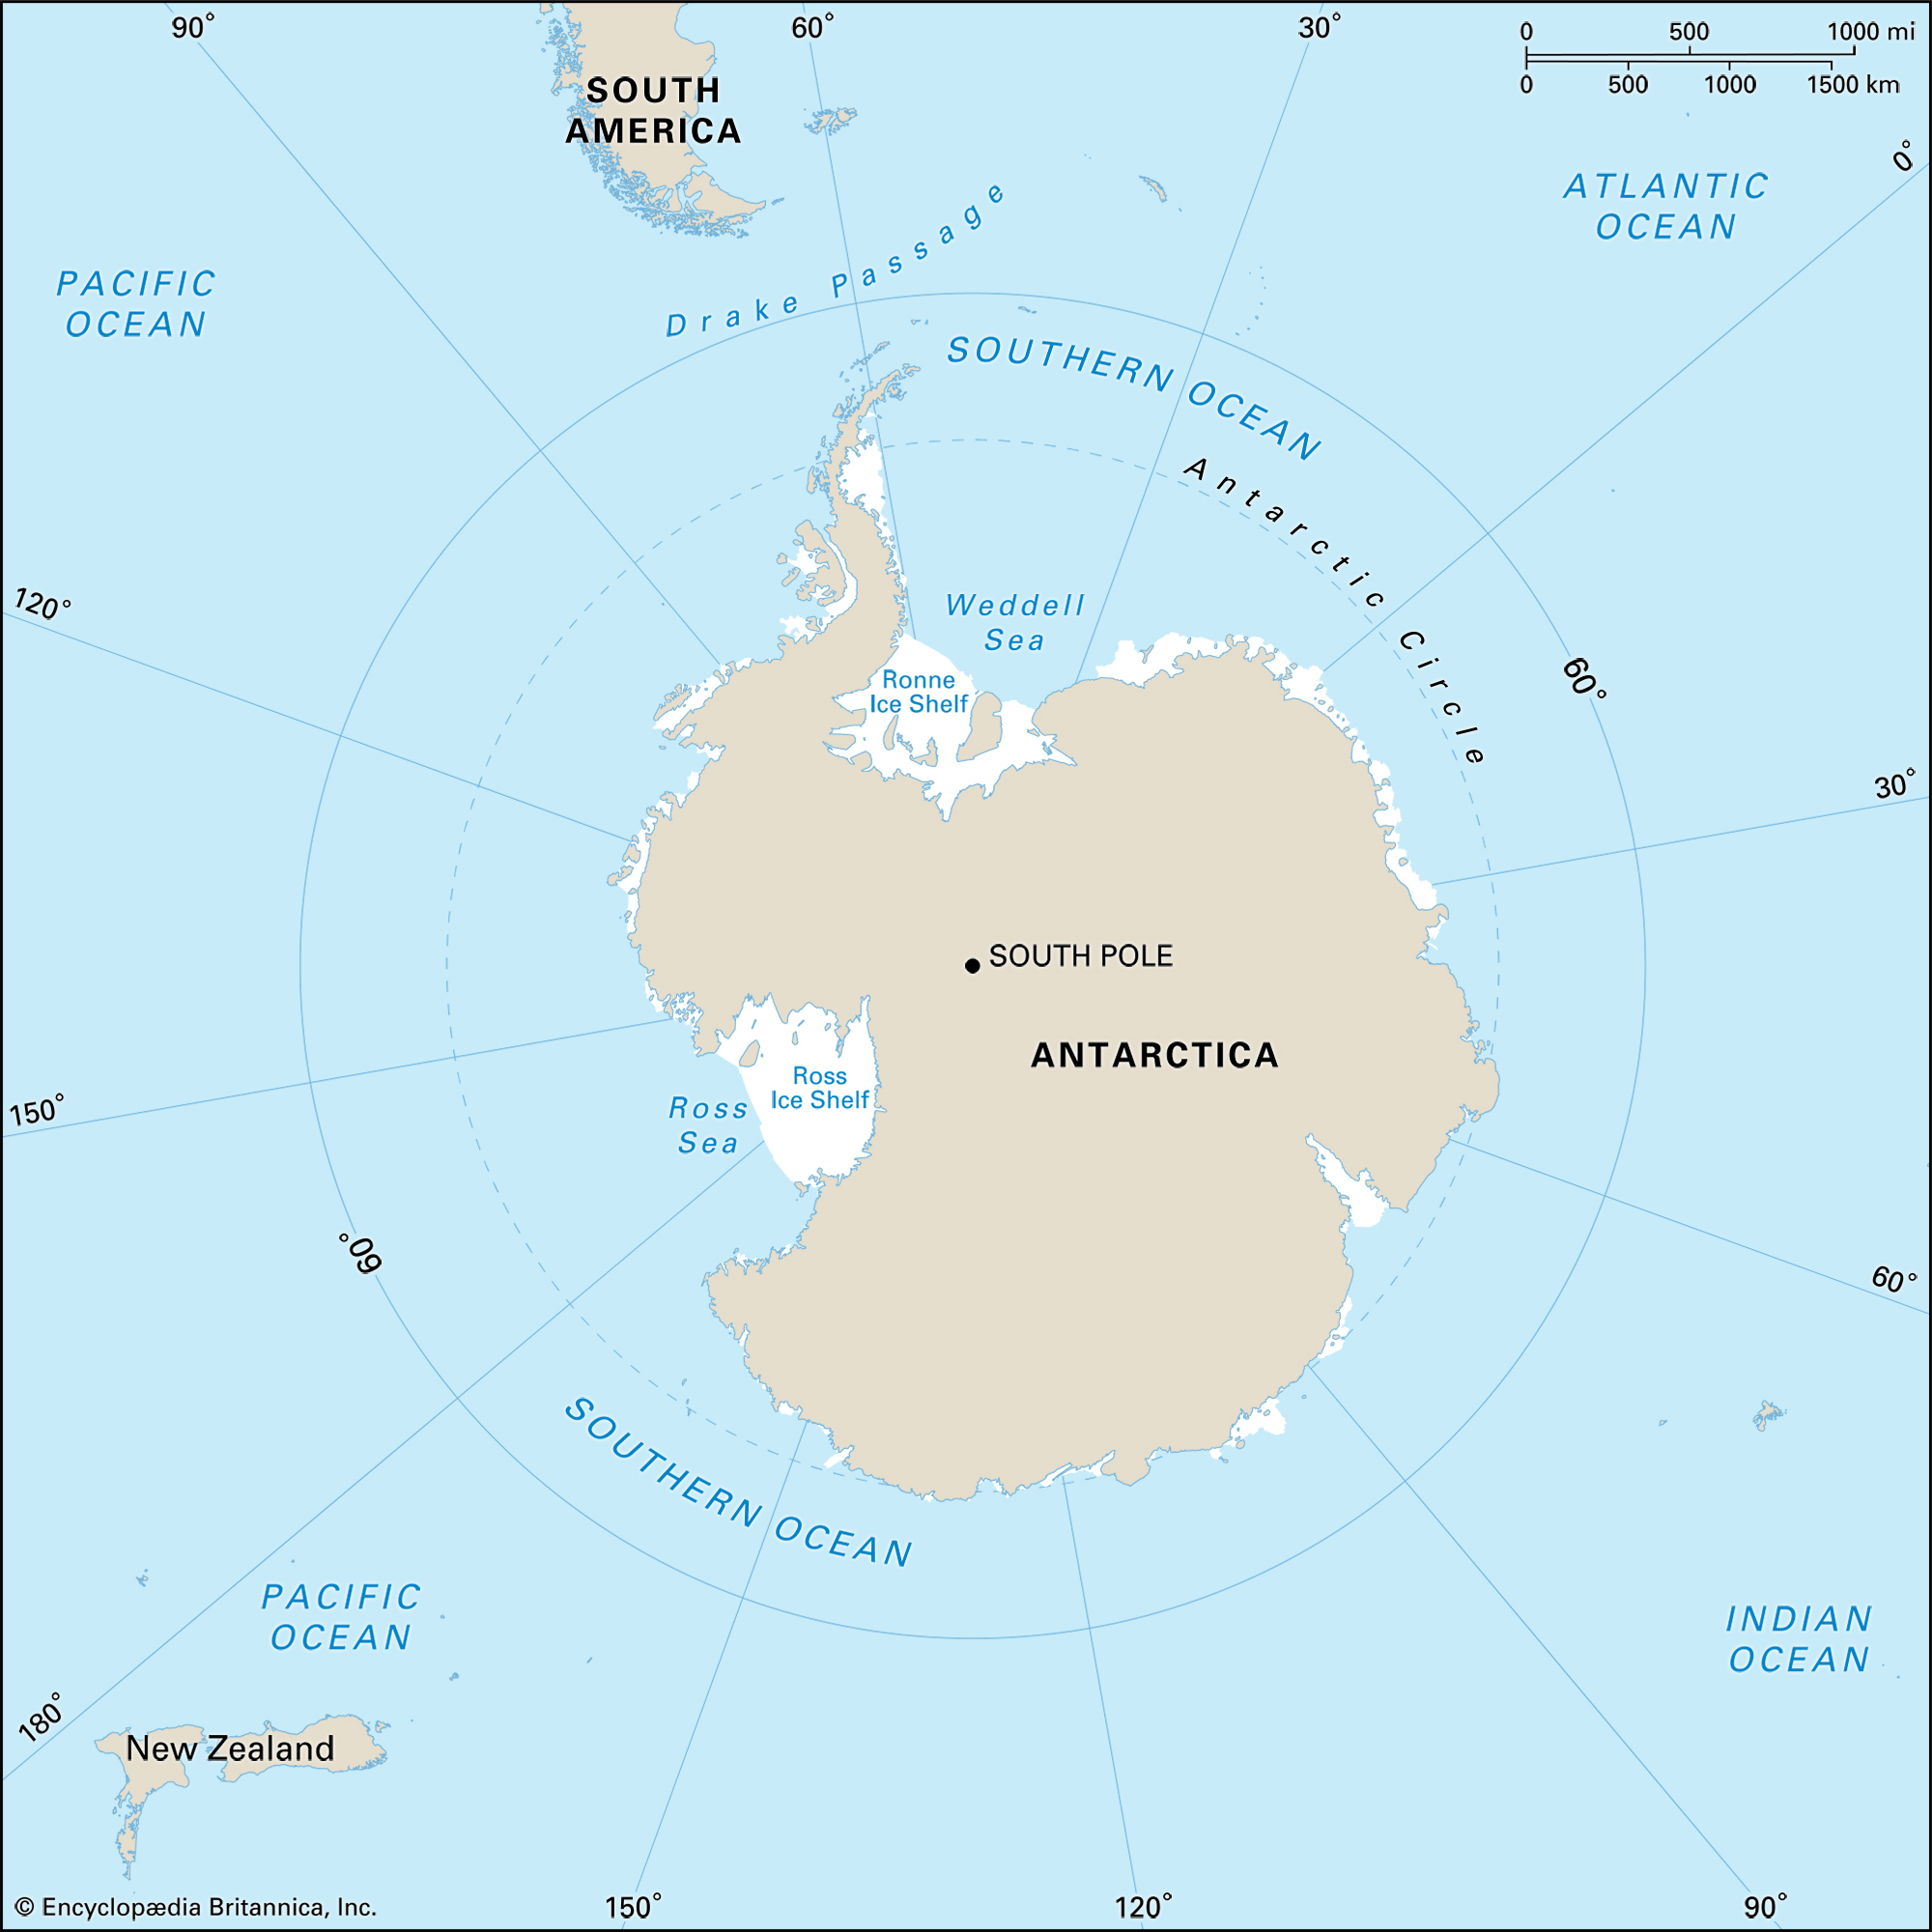 90°
60°
30°
0 500 1000 mi
0 500 1000 1500 km
SOUTH
AMERICA
0°
ATLANTIC
OCEAN
Drake Passage
PACIFIC
OCEAN
SOUTHERN OCEAN
Antarctic Circle
120°
Weddell
Sea
60°
Ronne
Ice Shelf
30°
SOUTH POLE
ANTARCTICA
Ross
Ice Shelf
Ross
Sea
150°
60°
60°
SOUTHERN OCEAN
PACIFIC
OCEAN
INDIAN
OCEAN
180°
New Zealand
© Encyclopædia Britannica, Inc.
150°
120°
90°